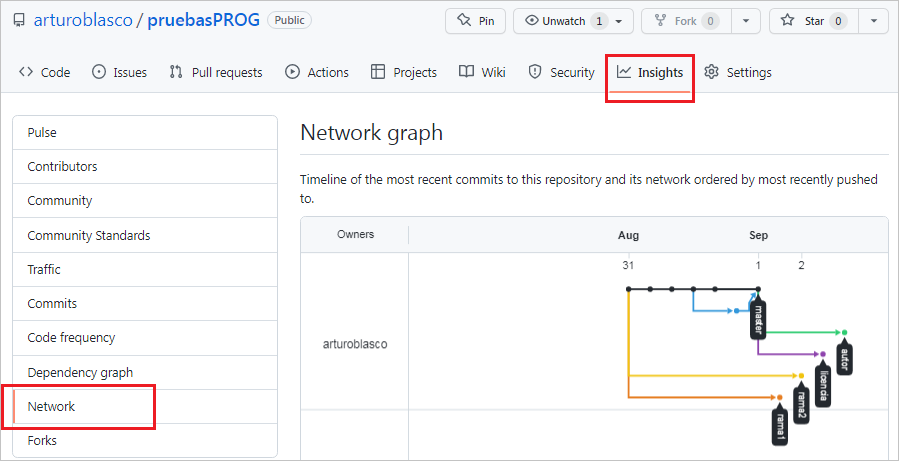 arturoblasco / pruebasPROG Public Pin Unwatch 1 Fork 0 Star 0
Code Issues Pull requests Actions Projects Wiki Security Insights Settings
Pulse
Contributors
Community
Community Standards
Traffic
Commits
Code frequency
Dependency graph
Network
Forks
Network graph
Timeline of the most recent commits to this repository and its network ordered by most recently pushed
to.
Owners Aug Sep
31 1 2
arturoblasco
master
autor
licencia
rama2
rama1